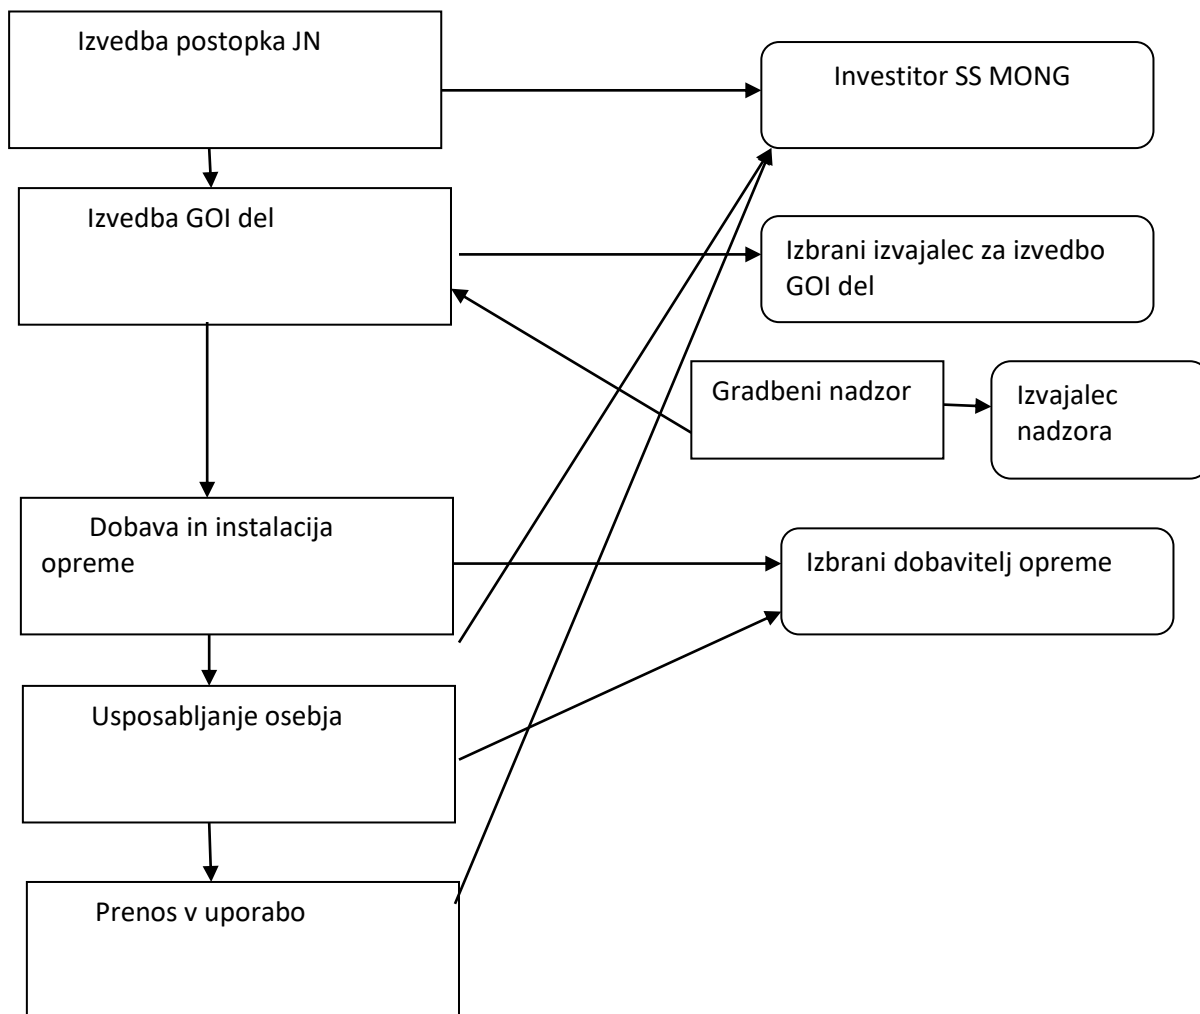 Izvedba postopka JN
Investitor SS MONG
Izvedba GOI del
Izbrani izvajalec za izvedbo
GOI del
Gradbeni nadzor
Izvajalec
nadzora
Dobava in instalacija
opreme
Izbrani dobavitelj opreme
Usposabljanje osebja
Prenos v uporabo